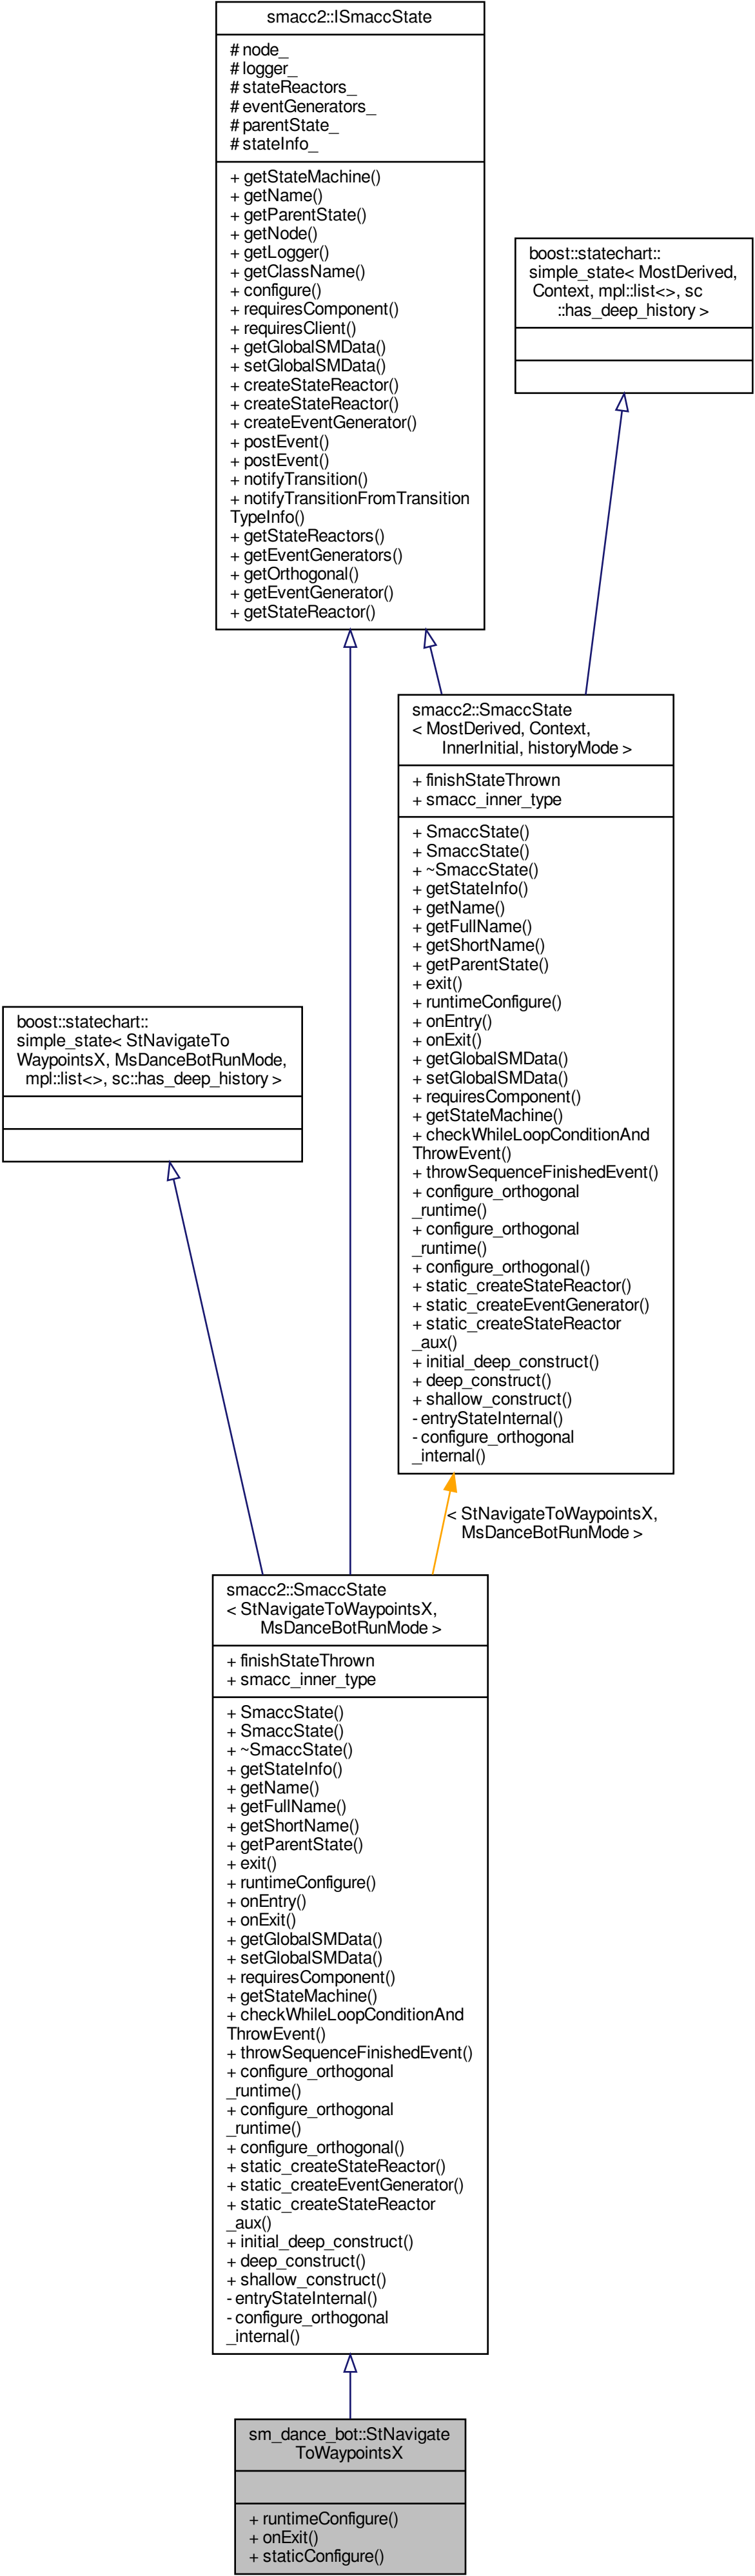 smacc2::ISmaccState
# node_
# logger_
# stateReactors_
# eventGenerators_
# parentState_
# stateInfo_
+ getStateMachine()
+ getName()
+ getParentState()
+ getNode()
+ getLogger()
+ getClassName()
+ configure()
+ requiresComponent()
+ requiresClient()
+ getGlobalSMData()
+ setGlobalSMData()
+ createStateReactor()
+ createStateReactor()
+ createEventGenerator()
+ postEvent()
+ postEvent()
+ notifyTransition()
+ notifyTransitionFromTransition
TypeInfo()
+ getStateReactors()
+ getEventGenerators()
+ getOrthogonal()
+ getEventGenerator()
+ getStateReactor()
boost::statechart::
simple_state< MostDerived,
Context, mpl::list<>, sc
::has_deep_history >
smacc2::SmaccState
< MostDerived, Context,
InnerInitial, historyMode >
+ finishStateThrown
+ smacc_inner_type
+ SmaccState()
+ SmaccState()
+ ~SmaccState()
+ getStateInfo()
+ getName()
+ getFullName()
+ getShortName()
+ getParentState()
+ exit()
+ runtimeConfigure()
+ onEntry()
+ onExit()
+ getGlobalSMData()
+ setGlobalSMData()
+ requiresComponent()
+ getStateMachine()
+ checkWhileLoopConditionAnd
ThrowEvent()
+ throwSequenceFinishedEvent()
+ configure_orthogonal
_runtime()
+ configure_orthogonal
_runtime()
+ configure_orthogonal()
+ static_createStateReactor()
+ static_createEventGenerator()
+ static_createStateReactor
_aux()
+ initial_deep_construct()
+ deep_construct()
+ shallow_construct()
- entryStateInternal()
- configure_orthogonal
_internal()
boost::statechart::
simple_state< StNavigateTo
WaypointsX, MsDanceBotRunMode,
mpl::list<>, sc::has_deep_history >
< StNavigateToWaypointsX,
MsDanceBotRunMode >
smacc2::SmaccState
< StNavigateToWaypointsX,
MsDanceBotRunMode >
+ finishStateThrown
+ smacc_inner_type
+ SmaccState()
+ SmaccState()
+ ~SmaccState()
+ getStateInfo()
+ getName()
+ getFullName()
+ getShortName()
+ getParentState()
+ exit()
+ runtimeConfigure()
+ onEntry()
+ onExit()
+ getGlobalSMData()
+ setGlobalSMData()
+ requiresComponent()
+ getStateMachine()
+ checkWhileLoopConditionAnd
ThrowEvent()
+ throwSequenceFinishedEvent()
+ configure_orthogonal
_runtime()
+ configure_orthogonal
_runtime()
+ configure_orthogonal()
+ static_createStateReactor()
+ static_createEventGenerator()
+ static_createStateReactor
_aux()
+ initial_deep_construct()
+ deep_construct()
+ shallow_construct()
- entryStateInternal()
- configure_orthogonal
_internal()
sm_dance_bot::StNavigate
ToWaypointsX
+ runtimeConfigure()
+ onExit()
+ staticConfigure()